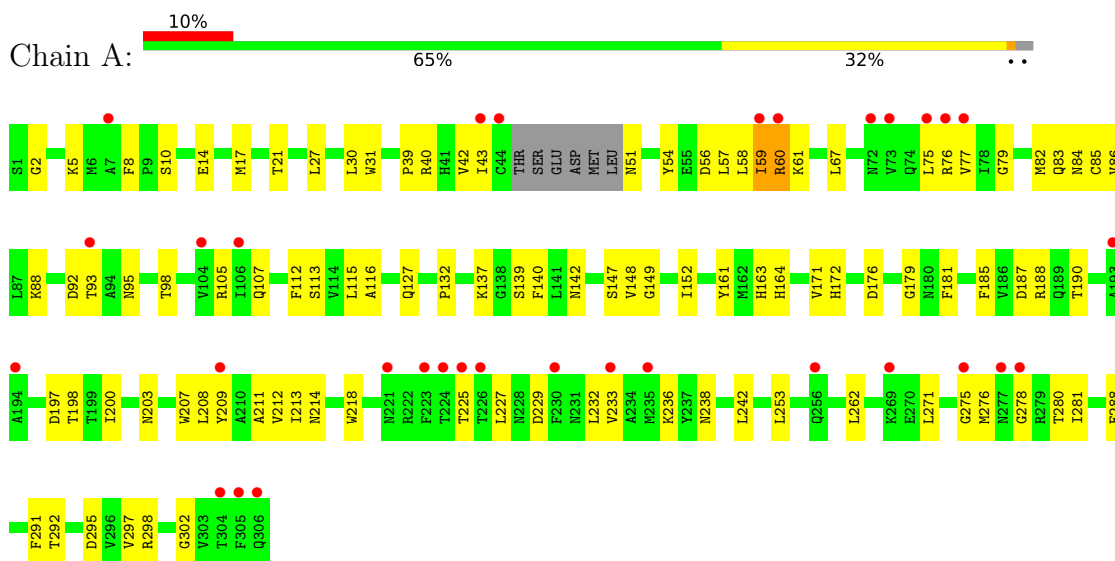 10%
Chain A:
65% 32%
S1 G2 K5 M6 A7 F8 P9 S10 E14 M17 T21 L27 L30 W31 P39 R40 H41 V42 I43 C44 THR SER GLU ASP MET LEU N51 Y54 E55 D56 L57 L58 I59 R60 K61 L67 N72 V73 Q74 L75 R76 V77 I78 G79 M82 Q83 N84 C85 V86
L87 K88 D92 T93 A94 N95 T98 V104 R105 I106 Q107 F112 S113 V114 L115 A116 Q127 P132 K137 G138 S139 F140 L141 N142 S147 V148 G149 I152 Y161 M162 H163 H164 V171 H172 D176 G179 N180 F181 F185 V186 D187 R188 Q189 T190 A193
A194 D197 T198 T199 I200 N203 W207 L208 Y209 A210 A211 V212 I213 N214 W218 N221 R222 F223 T224 T225 T226 L227 N228 D229 F230 N231 L232 V233 A234 M235 K236 Y237 N238 L242 L253 Q256 L262 K269 E270 L271 G275 M276 N277 G278 R279 T280 I281
F291 T292 D295 V296 V297 R298 G302 V303 T304 F305 Q306